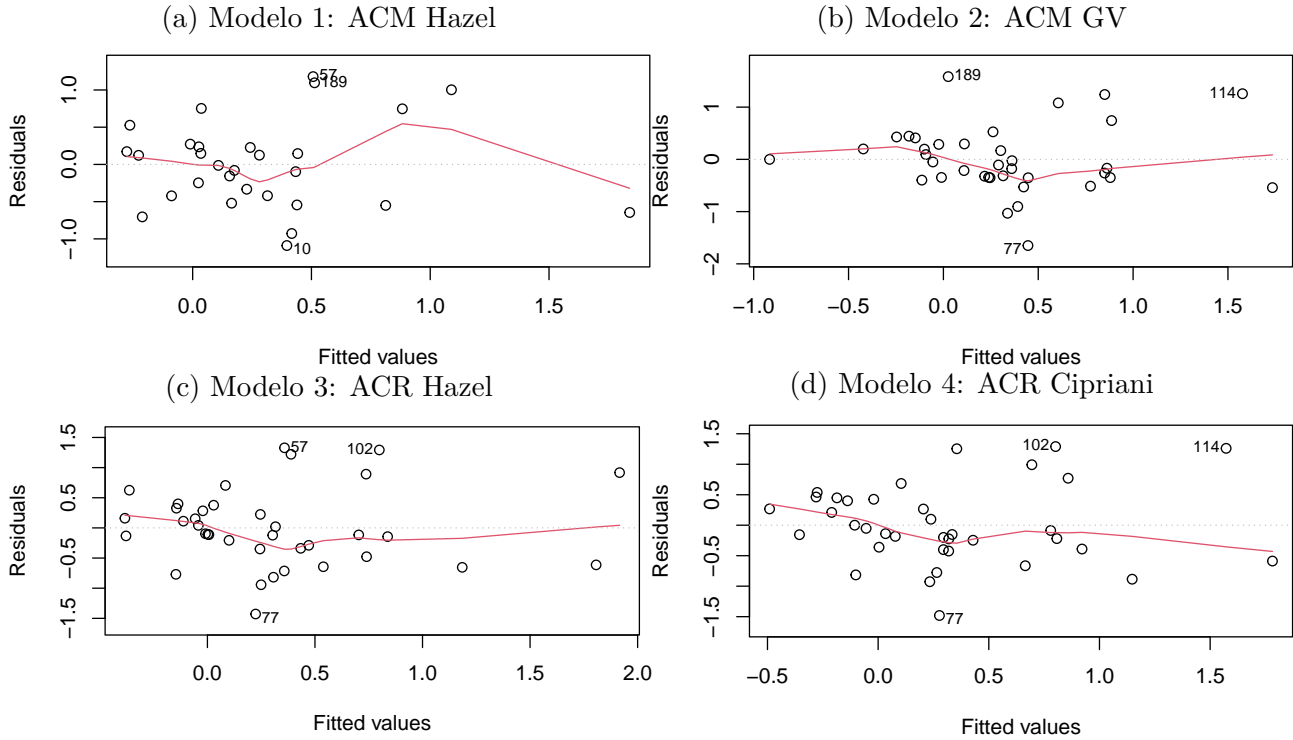 (a) Modelo 1: ACM Hazel
Residuals
1.0
0.0
−1.0
57
189
10
0.0 0.5 1.0 1.5
Fitted values
(b) Modelo 2: ACM GV
Residuals
1
0
−1
−2
189
114
77
−1.0 −0.5 0.0 0.5 1.0 1.5
Fitted values
(c) Modelo 3: ACR Hazel
Residuals
1.5
0.5
−0.5
−1.5
57
102
77
0.0 0.5 1.0 1.5 2.0
Fitted values
(d) Modelo 4: ACR Cipriani
Residuals
1.5
0.5
−0.5
−1.5
102
114
77
−0.5 0.0 0.5 1.0 1.5
Fitted values